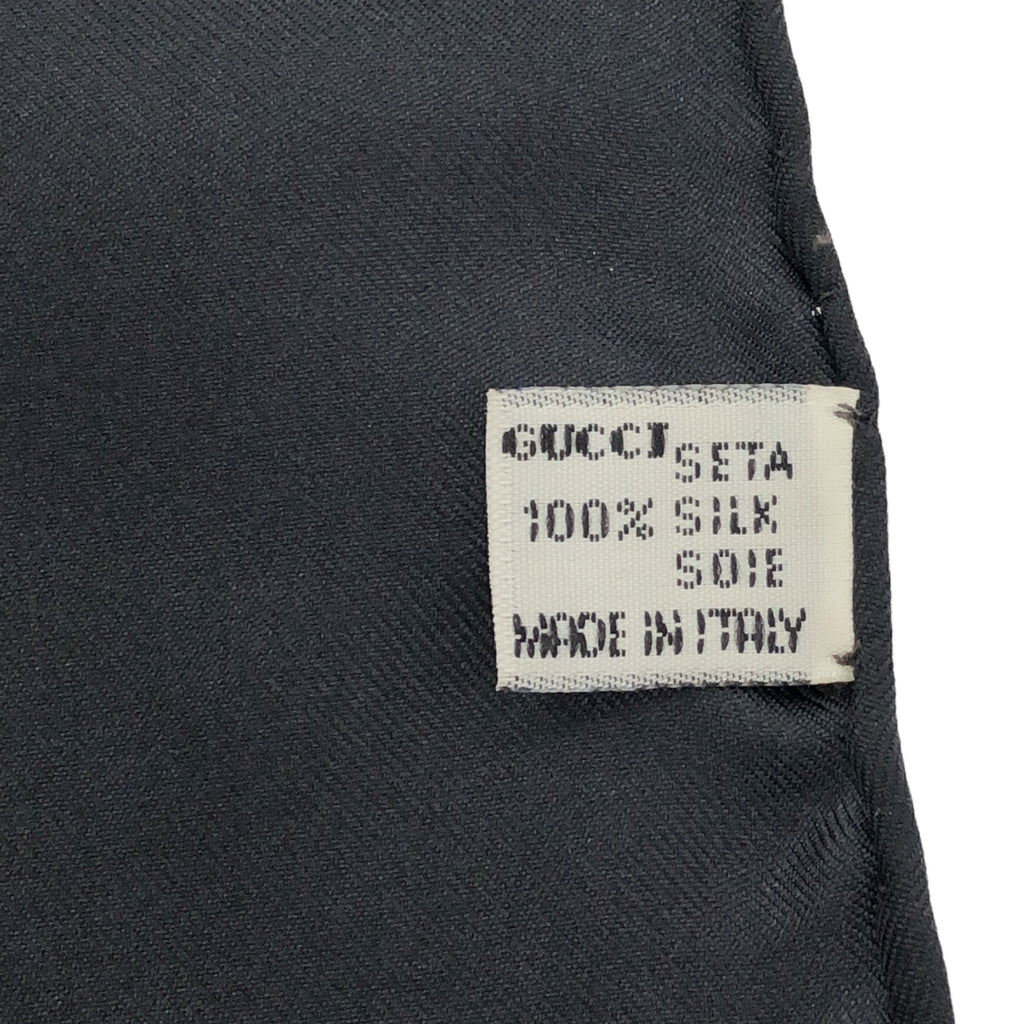 GUCCI
SETA
100% SILK
SOIE
MADE IN ITALY